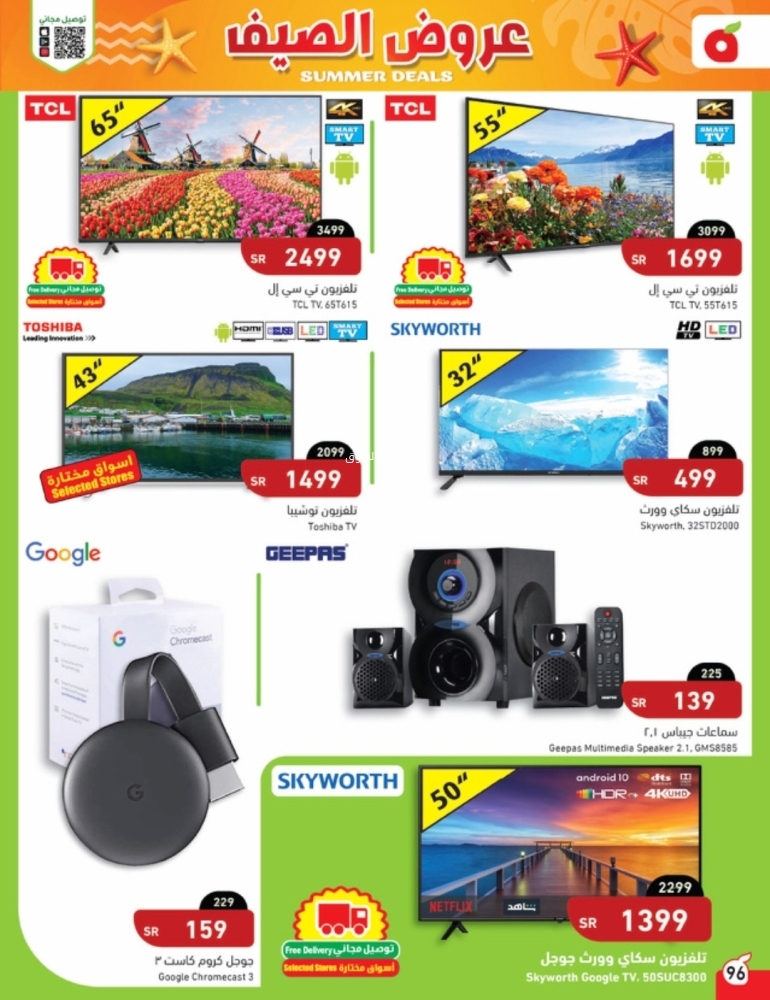 توصيل مجاني
عروض الصيف
SUMMER DEALS
TCL
65"
4K
SMART TV
3499
SR 2499
Free Delivery توصيل مجاني
Selected Stores أسواق مختارة
تلفزيون تي سي إل
TCL TV, 65T615
TCL
55"
4K
SMART TV
3099
SR 1699
Free Delivery توصيل مجاني
Selected Stores أسواق مختارة
تلفزيون تي سي إل
TCL TV, 55T615
TOSHIBA
Leading Innovation >>>
HDMI USB LED SMART TV
43"
أسواق مختارة
Selected Stores
2099
SR 1499
تلفزيون توشيبا
Toshiba TV
SKYWORTH
HD TV LED
32"
899
SR 499
تلفزيون سكاي وورث
Skyworth, 32STD2000
Google
G
Google
Chromecast
G
229
SR 159
جوجل كروم كاست ٣
Google Chromecast 3
GEEPAS
GEEPAS
225
SR 139
سماعات جيباس ٢,١
Geepas Multimedia Speaker 2.1, GMS8585
SKYWORTH
50"
android 10 dts
HDR 4K UHD
NETFLIX شاهد
2299
SR 1399
Free Delivery توصيل مجاني
Selected Stores أسواق مختارة
تلفزيون سكاي وورث جوجل
Skyworth Google TV. 50SUC8300
96